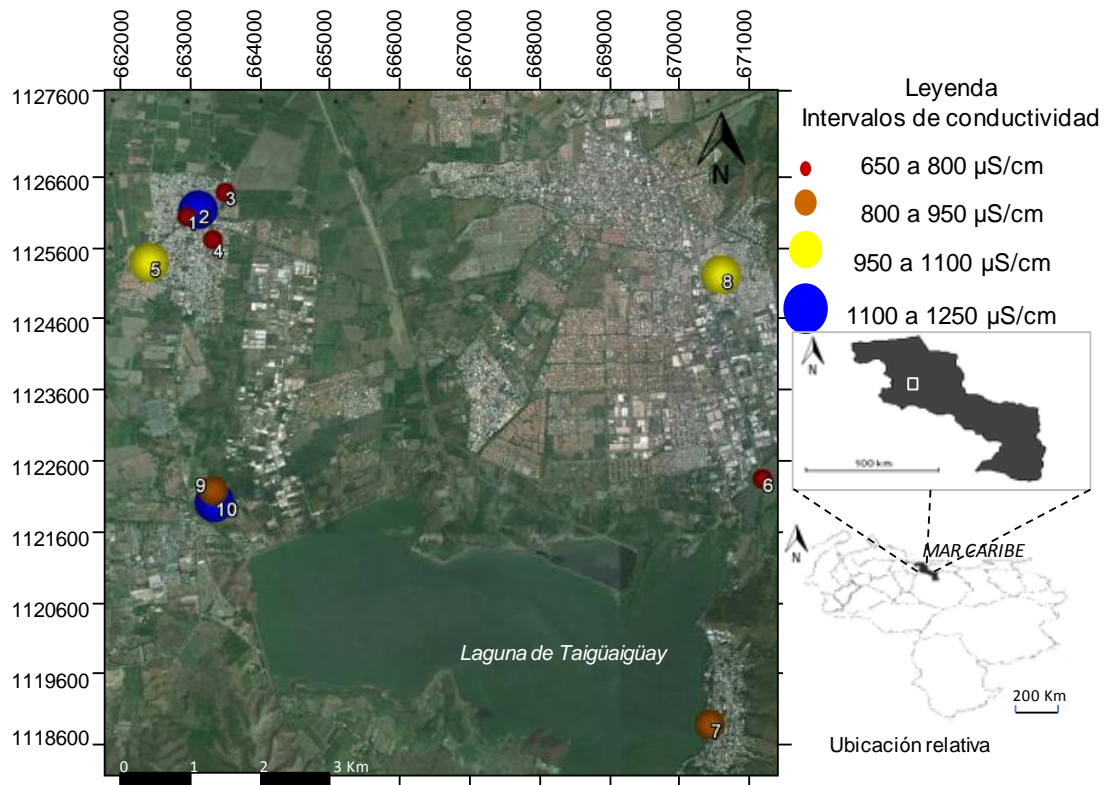 662000
663000
664000
665000
666000
667000
668000
669000
670000
671000
1127600
1126600
1125600
1124600
1123600
1122600
1121600
1120600
1119600
1118600
N
3
1
2
4
5
8
6
9
10
7
Laguna de Taigüaigüay
0 1 2 3 Km
Leyenda
Intervalos de conductividad
650 a 800 µS/cm
800 a 950 µS/cm
950 a 1100 µS/cm
1100 a 1250 µS/cm
N
100 km
N
MAR CARIBE
200 Km
Ubicación relativa